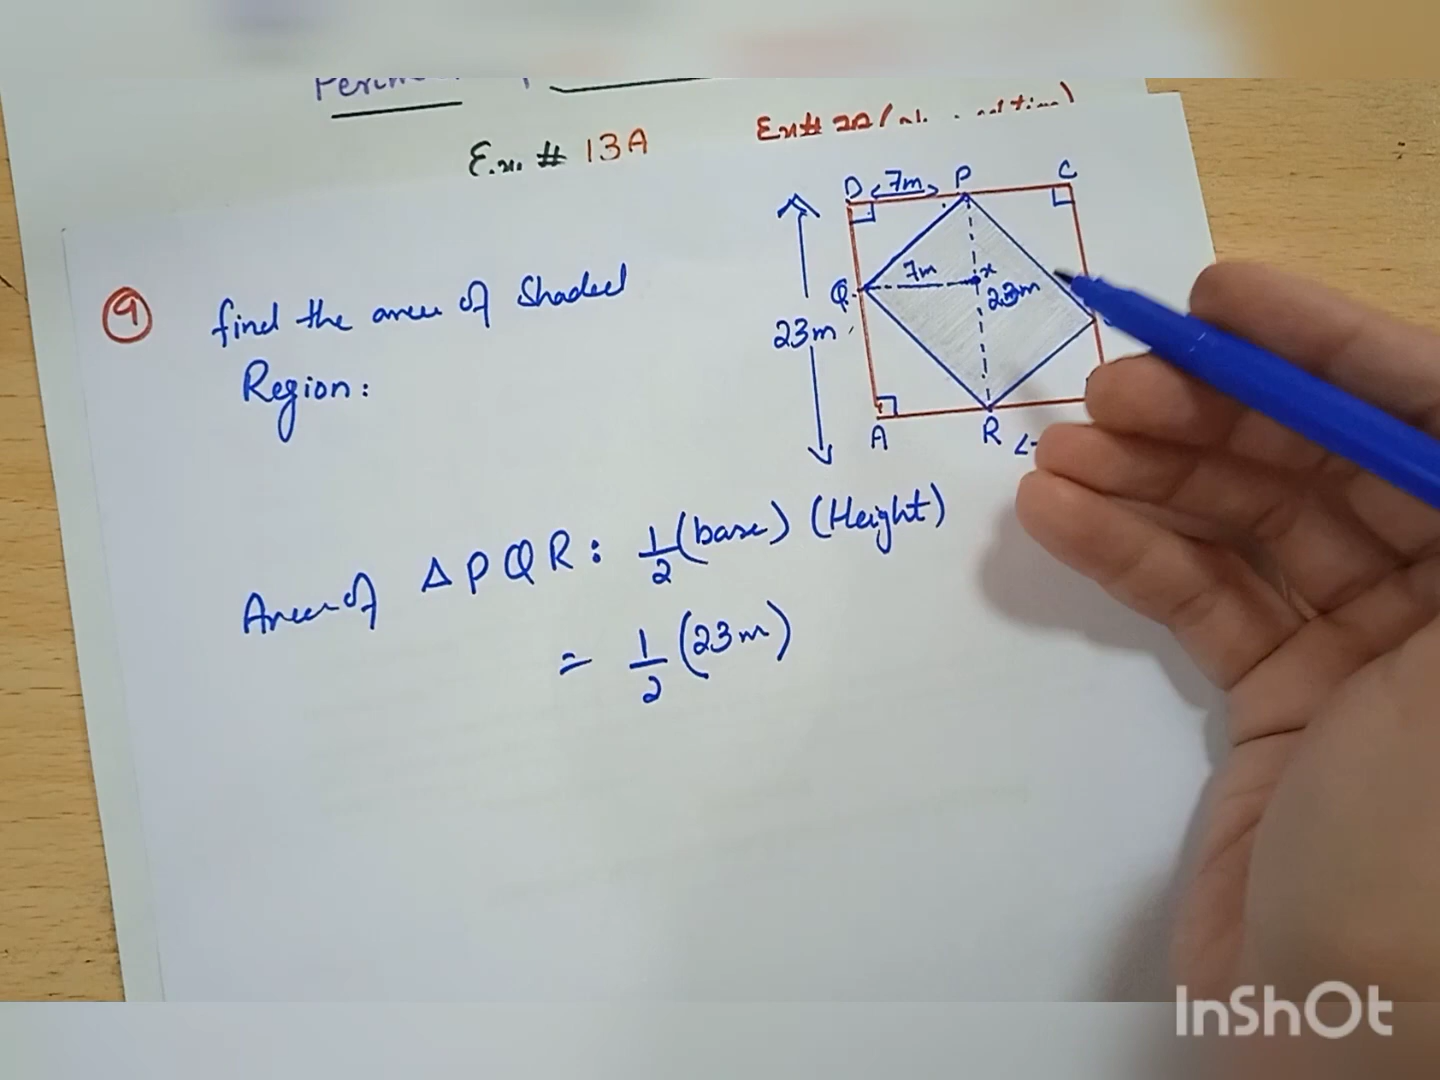 Ex. # 13A
Ex#
D 7m P C
9 find the area of Shaded
Region:
7m x
Q 23m
23m
A R
Area of Δ P Q R : 1/2 (base) (Height)
= 1/2 (23m)
InShOt